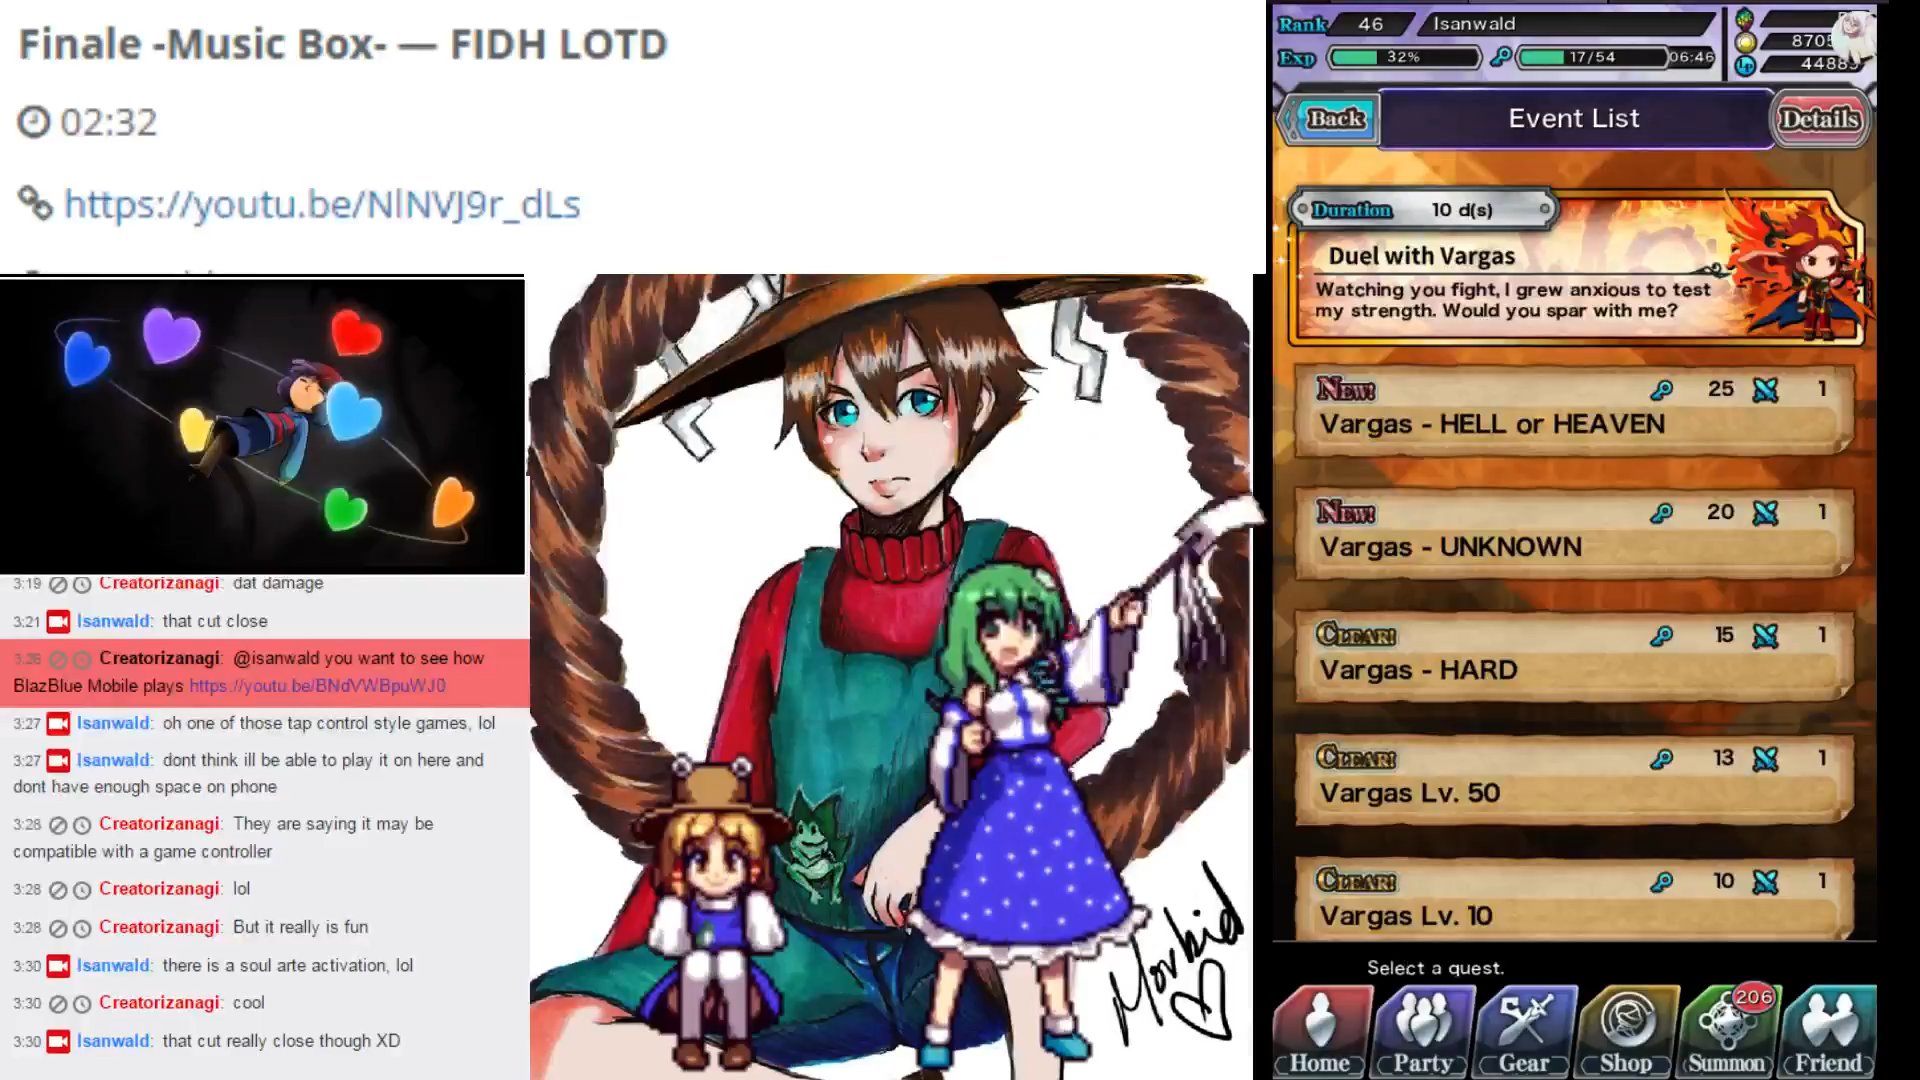 Finale -Music Box- — FIDH LOTD
02:32
https://youtu.be/NlNVJ9r_dLs
3:19 Creatorizanagi: dat damage
3:21 Isanwald: that cut close
3:26 Creatorizanagi: @isanwald you want to see how
BlazBlue Mobile plays https://youtu.be/BNdVWBpuWJ0
3:27 Isanwald: oh one of those tap control style games, lol
3:27 Isanwald: dont think ill be able to play it on here and
dont have enough space on phone
3:28 Creatorizanagi: They are saying it may be
compatible with a game controller
3:28 Creatorizanagi: lol
3:28 Creatorizanagi: But it really is fun
3:30 Isanwald: there is a soul arte activation, lol
3:30 Creatorizanagi: cool
3:30 Isanwald: that cut really close though XD
Morbid
Rank 46 Isanwald
Exp 32% 17/54 06:46
Back Event List Details
Duration 10 d(s)
Duel with Vargas
Watching you fight, I grew anxious to test
my strength. Would you spar with me?
New! 25 1
Vargas - HELL or HEAVEN
New! 20 1
Vargas - UNKNOWN
Clear! 15 1
Vargas - HARD
Clear! 13 1
Vargas Lv. 50
Clear! 10 1
Vargas Lv. 10
Select a quest.
206
Home Party Gear Shop Summon Friend